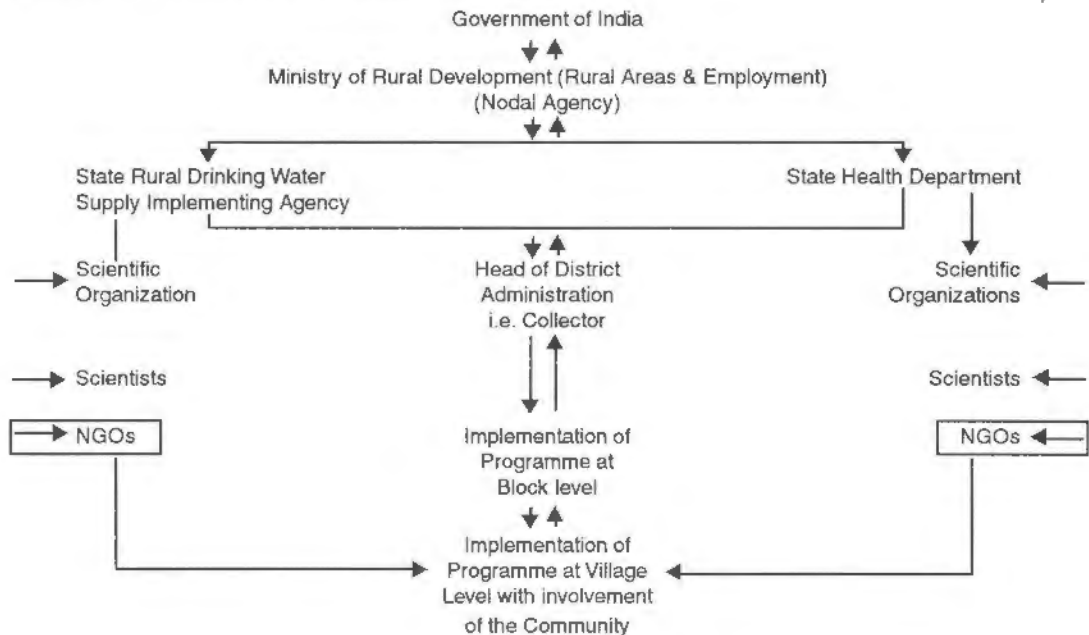 Government of India
Ministry of Rural Development (Rural Areas & Employment)
(Nodal Agency)
State Rural Drinking Water
Supply Implementing Agency
State Health Department
Scientific
Organization
Head of District
Administration
i.e. Collector
Scientific
Organizations
Scientists
Scientists
NGOs
Implementation of
Programme at
Block level
NGOs
Implementation of
Programme at Village
Level with involvement
of the Community